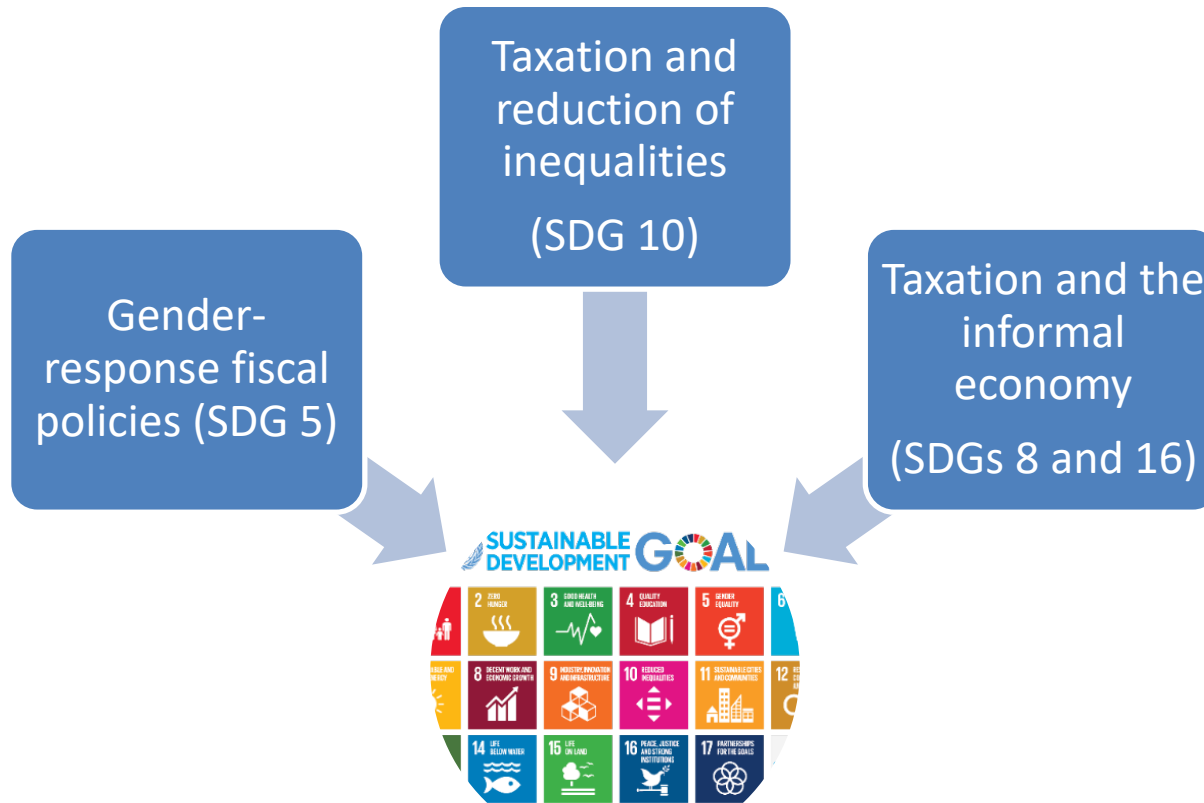 Taxation and
reduction of
inequalities
(SDG 10)
Gender-
response fiscal
policies (SDG 5)
Taxation and the
informal
economy
(SDGs 8 and 16)
SUSTAINABLE
DEVELOPMENT GOAL
2 ZERO
HUNGER
3 GOOD HEALTH
AND WELL-BEING
4 QUALITY
EDUCATION
5 GENDER
EQUALITY
6
8 DECENT WORK AND
ECONOMIC GROWTH
9 INDUSTRY, INNOVATION
AND INFRASTRUCTURE
10 REDUCED
INEQUALITIES
11 SUSTAINABLE CITIES
AND COMMUNITIES
12
14 LIFE
BELOW WATER
15 LIFE
ON LAND
16 PEACE, JUSTICE
AND STRONG
INSTITUTIONS
17 PARTNERSHIPS
FOR THE GOALS